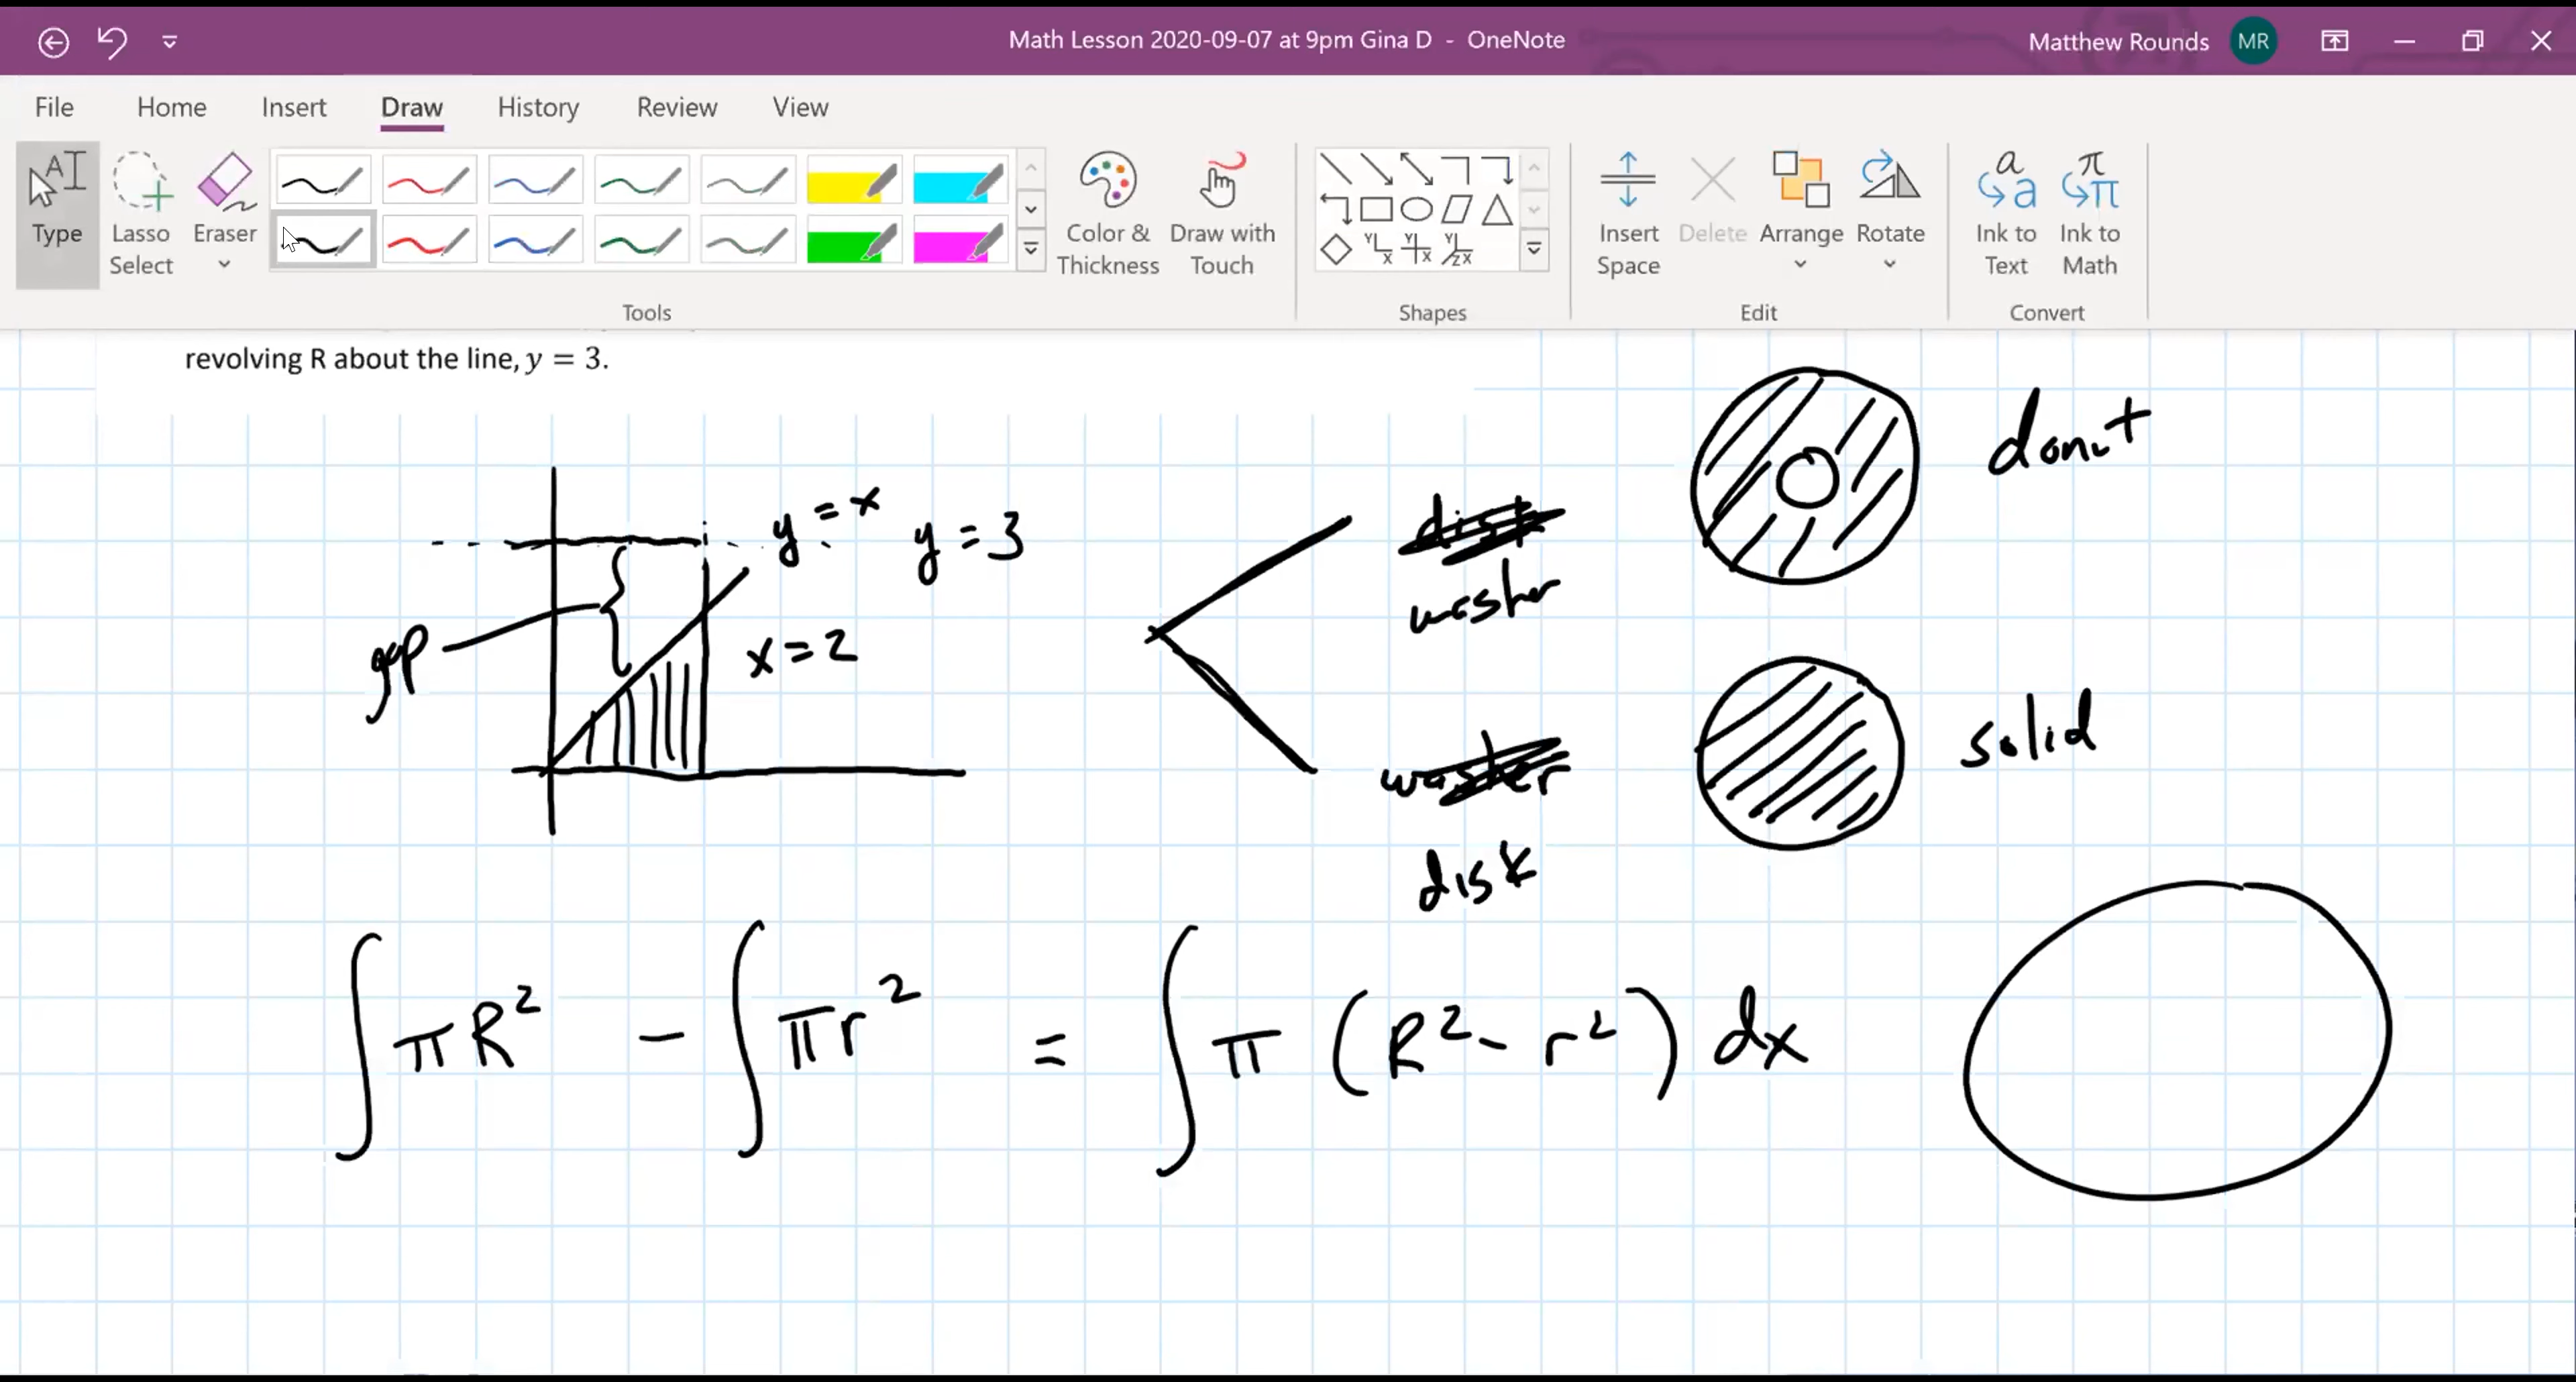 Math Lesson 2020-09-07 at 9pm Gina D - OneNote
Matthew Rounds MR
File Home Insert Draw History Review View
Type
Lasso Select
Eraser
Color & Thickness
Draw with Touch
Insert Space
Delete
Arrange
Rotate
Ink to Text
Ink to Math
Tools
Shapes
Edit
Convert
revolving R about the line, y = 3.
y = x
y = 3
gap
x = 2
disk
washer
donut
washer
disk
solid
∫ πR² − ∫ πr² = ∫ π (R² − r²) dx